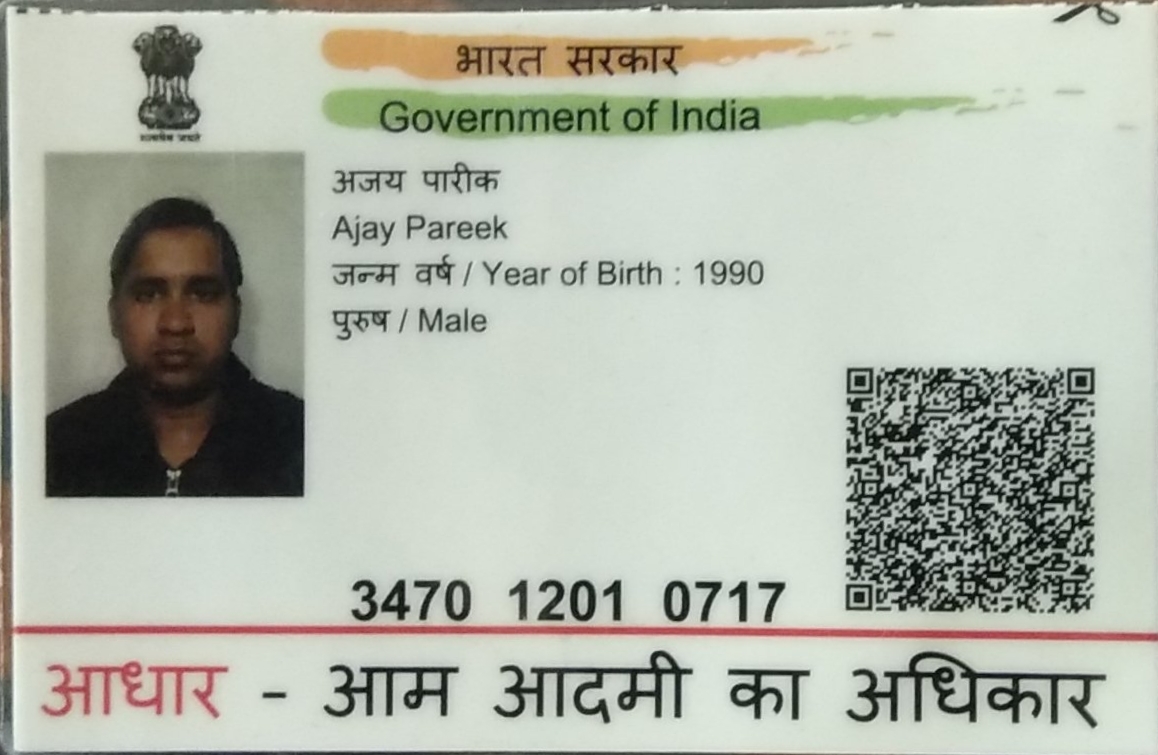 भारत सरकार
Government of India
सत्यमेव जयते
अजय पारीक
Ajay Pareek
जन्म वर्ष / Year of Birth : 1990
पुरुष / Male
3470 1201 0717
आधार - आम आदमी का अधिकार